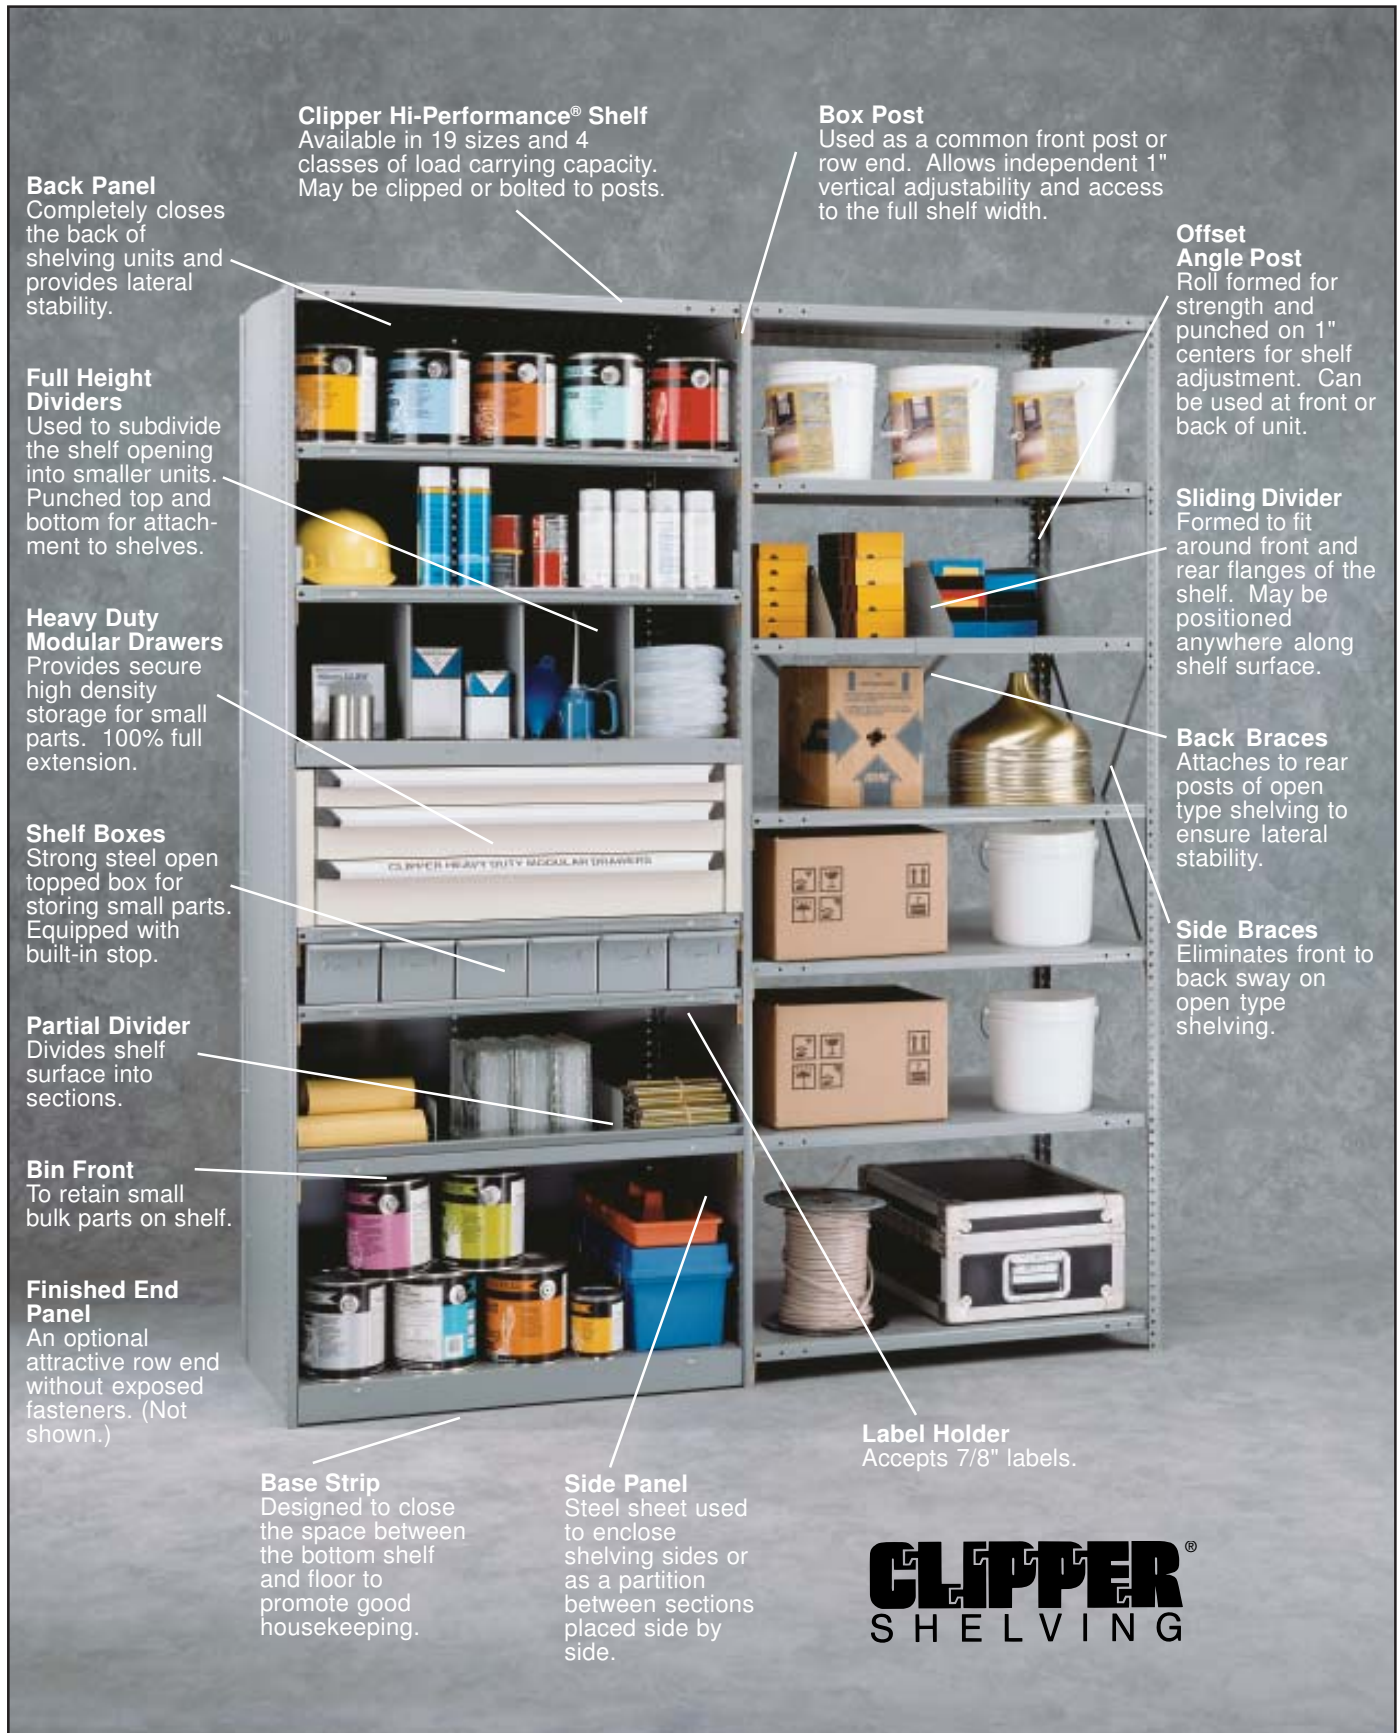 Clipper Hi-Performance® Shelf
Available in 19 sizes and 4
classes of load carrying capacity.
May be clipped or bolted to posts.
Box Post
Used as a common front post or
row end. Allows independent 1"
vertical adjustability and access
to the full shelf width.
Back Panel
Completely closes
the back of
shelving units and
provides lateral
stability.
Offset
Angle Post
Roll formed for
strength and
punched on 1"
centers for shelf
adjustment. Can
be used at front or
back of unit.
Full Height
Dividers
Used to subdivide
the shelf opening
into smaller units.
Punched top and
bottom for attach-
ment to shelves.
Sliding Divider
Formed to fit
around front and
rear flanges of the
shelf. May be
positioned
anywhere along
shelf surface.
Heavy Duty
Modular Drawers
Provides secure
high density
storage for small
parts. 100% full
extension.
Back Braces
Attaches to rear
posts of open
type shelving to
ensure lateral
stability.
Shelf Boxes
Strong steel open
topped box for
storing small parts.
Equipped with
built-in stop.
CLIPPER HEAVY DUTY MODULAR DRAWERS
Side Braces
Eliminates front to
back sway on
open type
shelving.
Partial Divider
Divides shelf
surface into
sections.
Bin Front
To retain small
bulk parts on shelf.
Finished End
Panel
An optional
attractive row end
without exposed
fasteners. (Not
shown.)
Label Holder
Accepts 7/8" labels.
Base Strip
Designed to close
the space between
the bottom shelf
and floor to
promote good
housekeeping.
Side Panel
Steel sheet used
to enclose
shelving sides or
as a partition
between sections
placed side by
side.
CLIPPER®
SHELVING